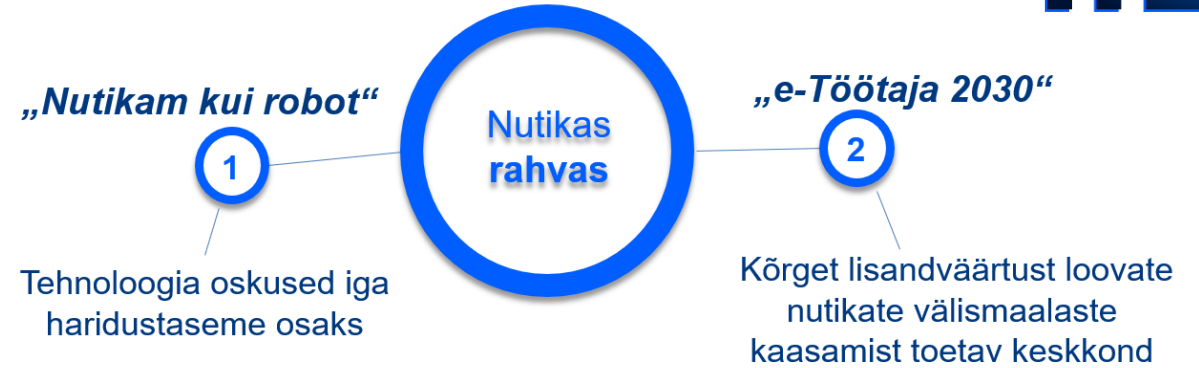 „Nutikam kui robot“
1
Tehnoloogia oskused iga
haridustaseme osaks
Nutikas
rahvas
„e-Töötaja 2030“
2
Kõrget lisandväärtust loovate
nutikate välismaalaste
kaasamist toetav keskkond